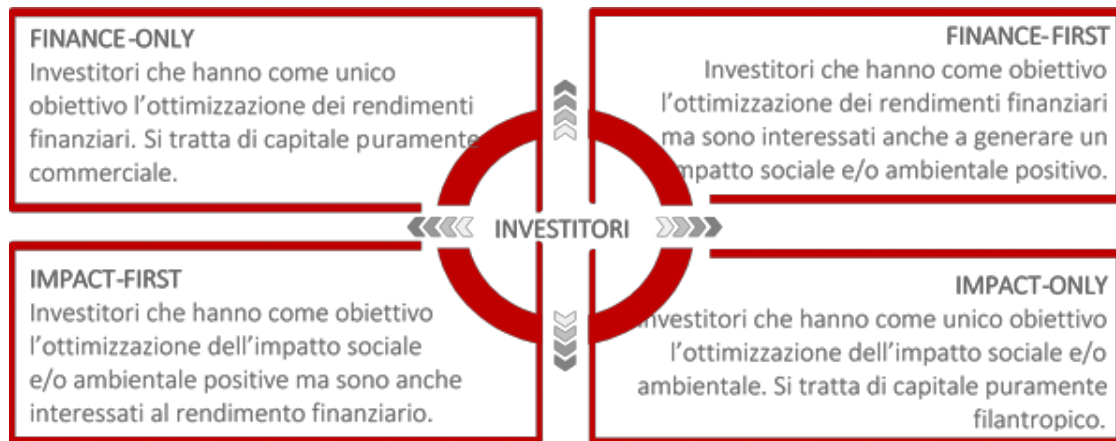 FINANCE-ONLY
Investitori che hanno come unico
obiettivo l'ottimizzazione dei rendimenti
finanziari. Si tratta di capitale puramente
commerciale.
FINANCE-FIRST
Investitori che hanno come obiettivo
l'ottimizzazione dei rendimenti finanziari
ma sono interessati anche a generare un
impatto sociale e/o ambientale positivo.
INVESTITORI
IMPACT-FIRST
Investitori che hanno come obiettivo
l'ottimizzazione dell'impatto sociale
e/o ambientale positive ma sono anche
interessati al rendimento finanziario.
IMPACT-ONLY
Investitori che hanno come unico obiettivo
l'ottimizzazione dell'impatto sociale e/o
ambientale. Si tratta di capitale puramente
filantropico.